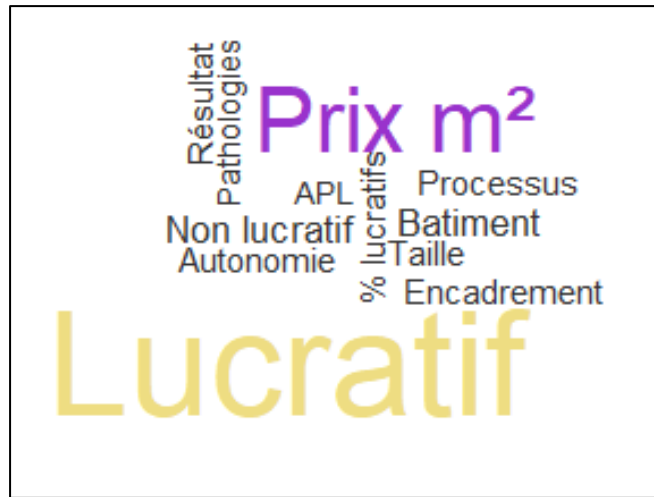 Résultat
Pathologies
Prix m²
APL
% lucratifs
Processus
Non lucratif
Batiment
Autonomie
Taille
Encadrement
Lucratif